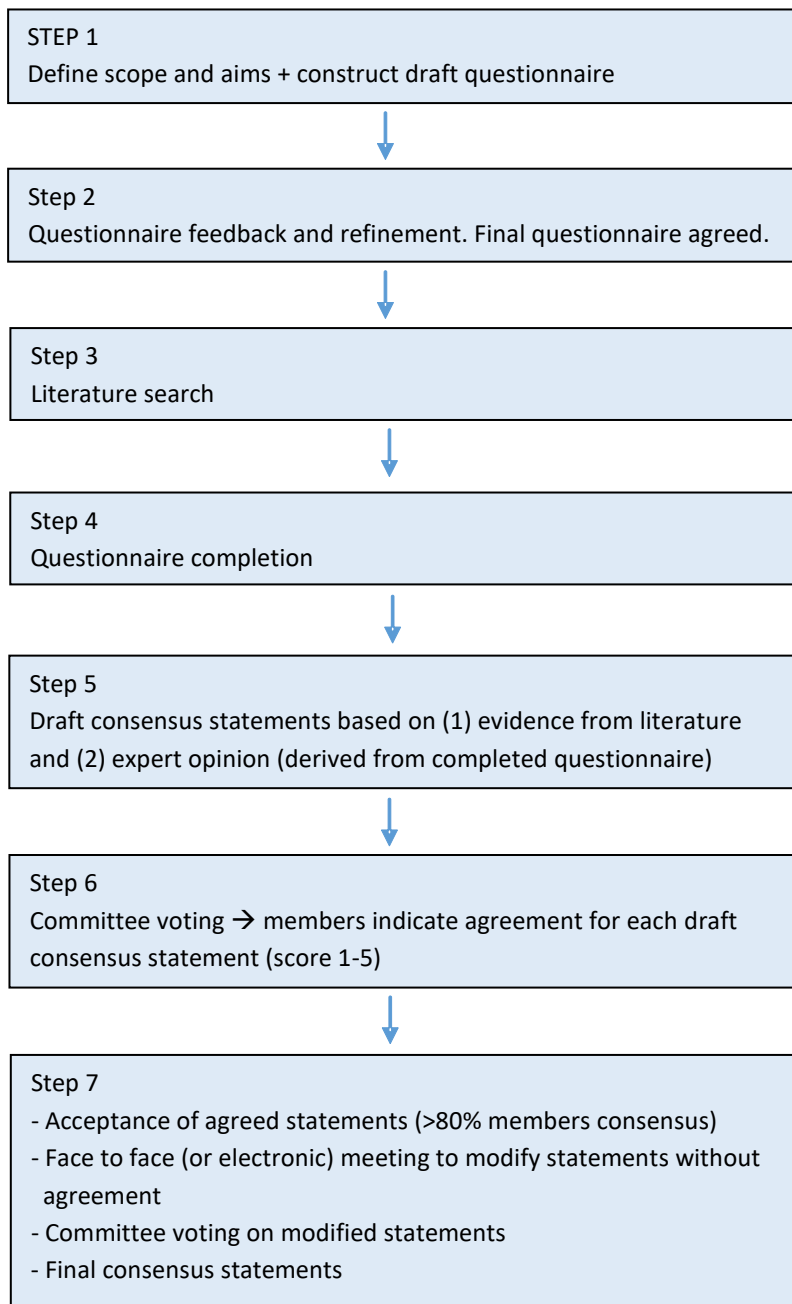 STEP 1
Define scope and aims + construct draft questionnaire
Step 2
Questionnaire feedback and refinement. Final questionnaire agreed.
Step 3
Literature search
Step 4
Questionnaire completion
Step 5
Draft consensus statements based on (1) evidence from literature
and (2) expert opinion (derived from completed questionnaire)
Step 6
Committee voting → members indicate agreement for each draft
consensus statement (score 1-5)
Step 7
- Acceptance of agreed statements (>80% members consensus)
- Face to face (or electronic) meeting to modify statements without
agreement
- Committee voting on modified statements
- Final consensus statements